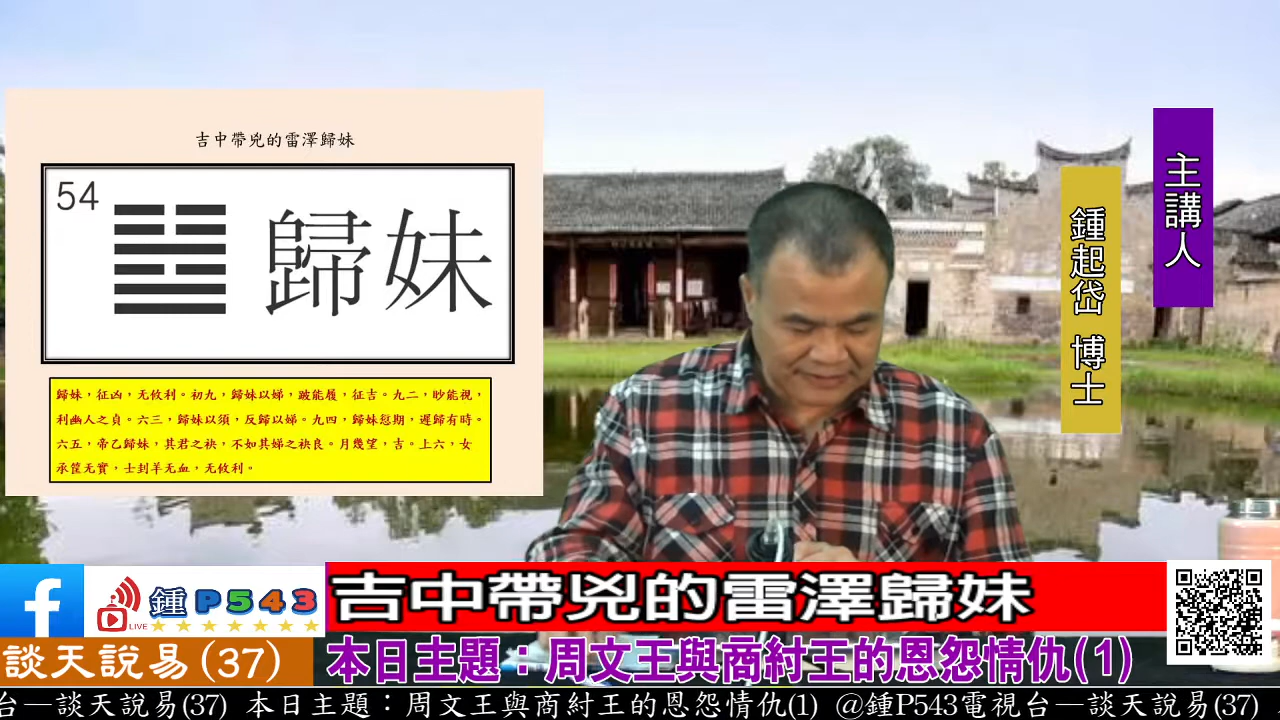 吉中帶兇的雷澤歸妹
54
歸妹
歸妹，征凶，无攸利。初九，歸妹以娣，跛能履，征吉。九二，眇能視，
利幽人之貞。六三，歸妹以須，反歸以娣。九四，歸妹愆期，遲歸有時。
六五，帝乙歸妹，其君之袂，不如其娣之袂良。月幾望，吉。上六，女
承筐无實，士刲羊无血，无攸利。
主講人
鍾起岱 博士
f
LIVE
鍾P543
吉中帶兇的雷澤歸妹
談天說易(37)
本日主題：周文王與商紂王的恩怨情仇(1)
台—談天說易(37) 本日主題：周文王與商紂王的恩怨情仇(1) @鍾P543電視台—談天說易(37)